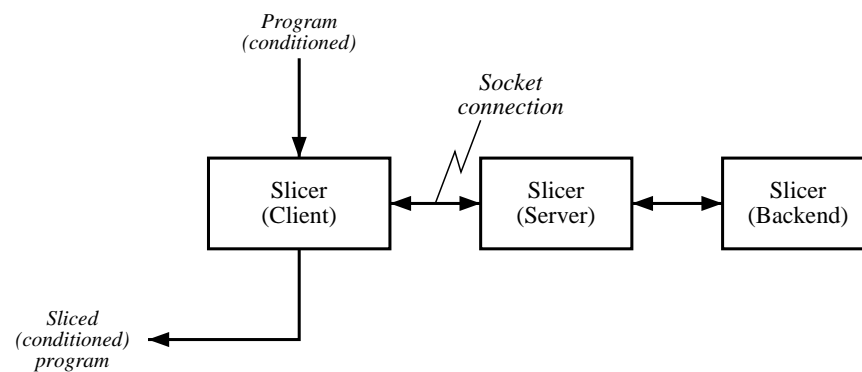 Program
(conditioned)
Socket
connection
Slicer
(Client)
Slicer
(Server)
Slicer
(Backend)
Sliced
(conditioned)
program